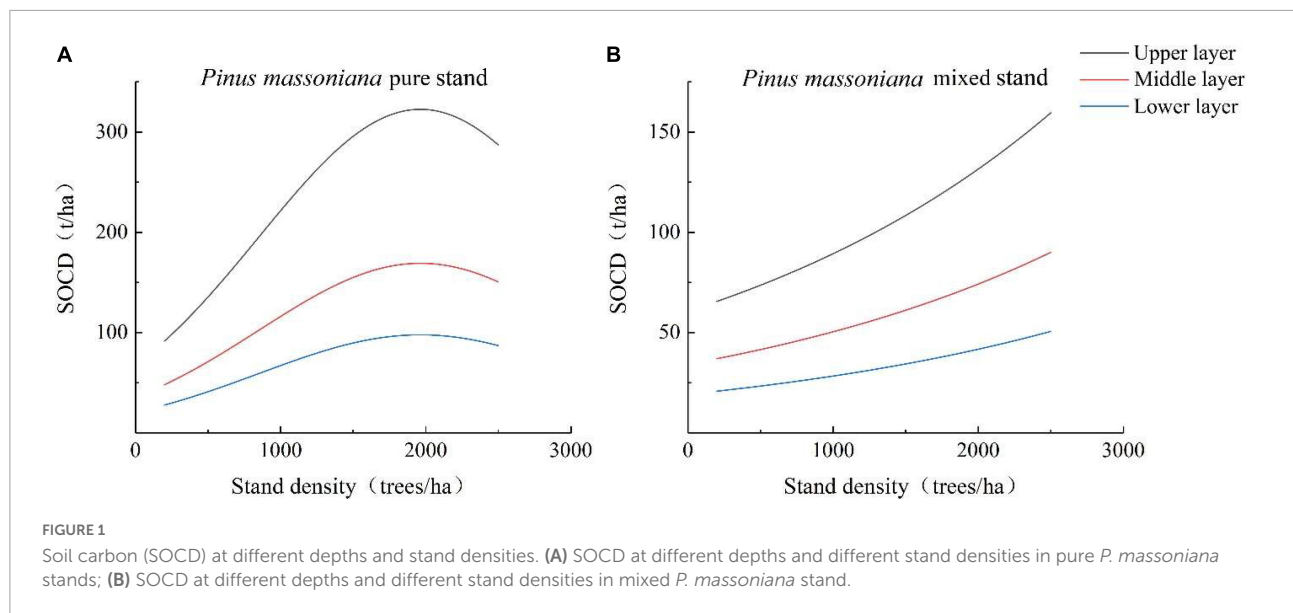 A
Pinus massoniana pure stand
300
200
100
SOCD（t/ha）
0
1000
2000
3000
Stand density（trees/ha）
B
Pinus massoniana mixed stand
Upper layer
Middle layer
Lower layer
150
100
50
SOCD（t/ha）
0
1000
2000
3000
Stand density（trees/ha）
FIGURE 1
Soil carbon (SOCD) at different depths and stand densities. (A) SOCD at different depths and different stand densities in pure P. massoniana
stands; (B) SOCD at different depths and different stand densities in mixed P. massoniana stand.